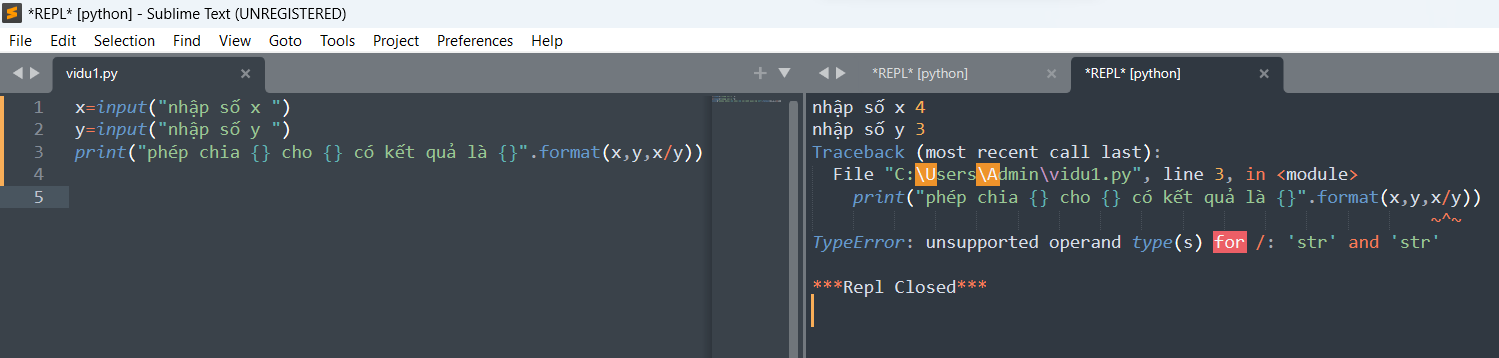 *REPL* [python] - Sublime Text (UNREGISTERED)
File Edit Selection Find View Goto Tools Project Preferences Help
vidu1.py
1 x=input("nhập số x ")
2 y=input("nhập số y ")
3 print("phép chia {} cho {} có kết quả là {}".format(x,y,x/y))
4
5
*REPL* [python] *REPL* [python]
nhập số x 4
nhập số y 3
Traceback (most recent call last):
File "C:\Users\Admin\vidu1.py", line 3, in <module>
print("phép chia {} cho {} có kết quả là {}".format(x,y,x/y))
~^~
TypeError: unsupported operand type(s) for /: 'str' and 'str'
***Repl Closed***